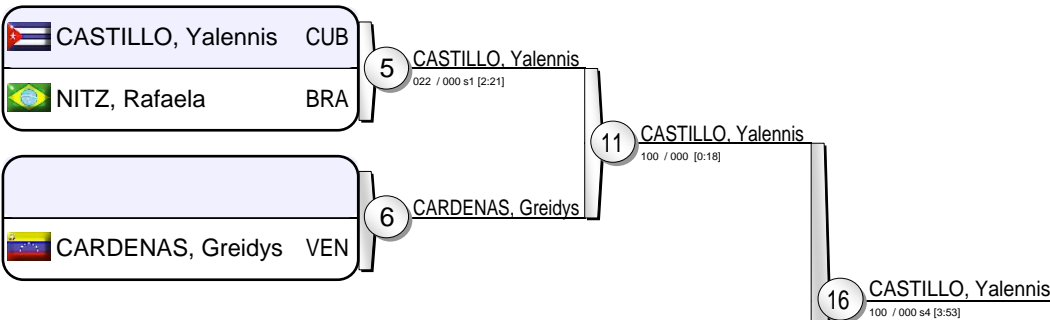 CASTILLO, Yalennis CUB
NITZ, Rafaela BRA
5
CASTILLO, Yalennis
022 / 000 s1 [2:21]
CARDENAS, Greidys VEN
6
CARDENAS, Greidys
11
CASTILLO, Yalennis
100 / 000 [0:18]
16
CASTILLO, Yalennis
100 / 000 s4 [3:53]